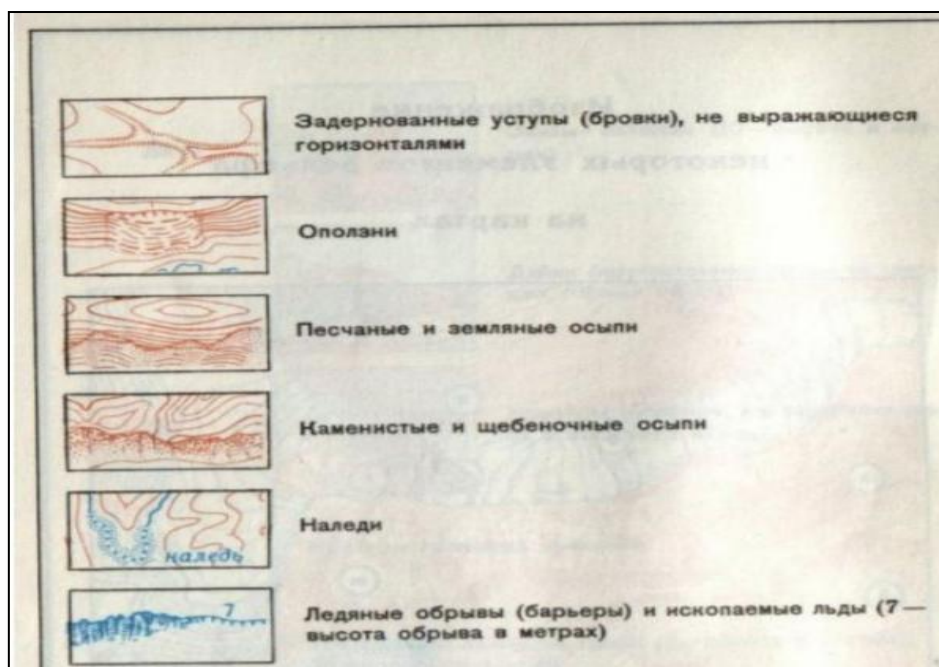 Задернованные уступы (бровки), не выражающиеся
горизонталями
Оползни
Песчаные и земляные осыпи
Каменистые и щебеночные осыпи
наледь
Наледи
7
Ледяные обрывы (барьеры) и ископаемые льды (7—
высота обрыва в метрах)